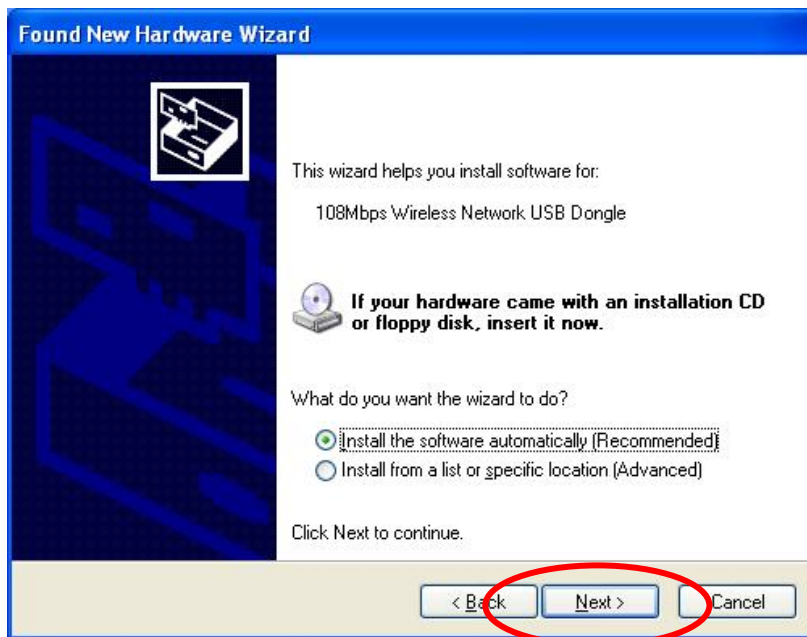 Found New Hardware Wizard
This wizard helps you install software for:
108Mbps Wireless Network USB Dongle
If your hardware came with an installation CD
or floppy disk, insert it now.
What do you want the wizard to do?
Install the software automatically (Recommended)
Install from a list or specific location (Advanced)
Click Next to continue.
< Back Next > Cancel